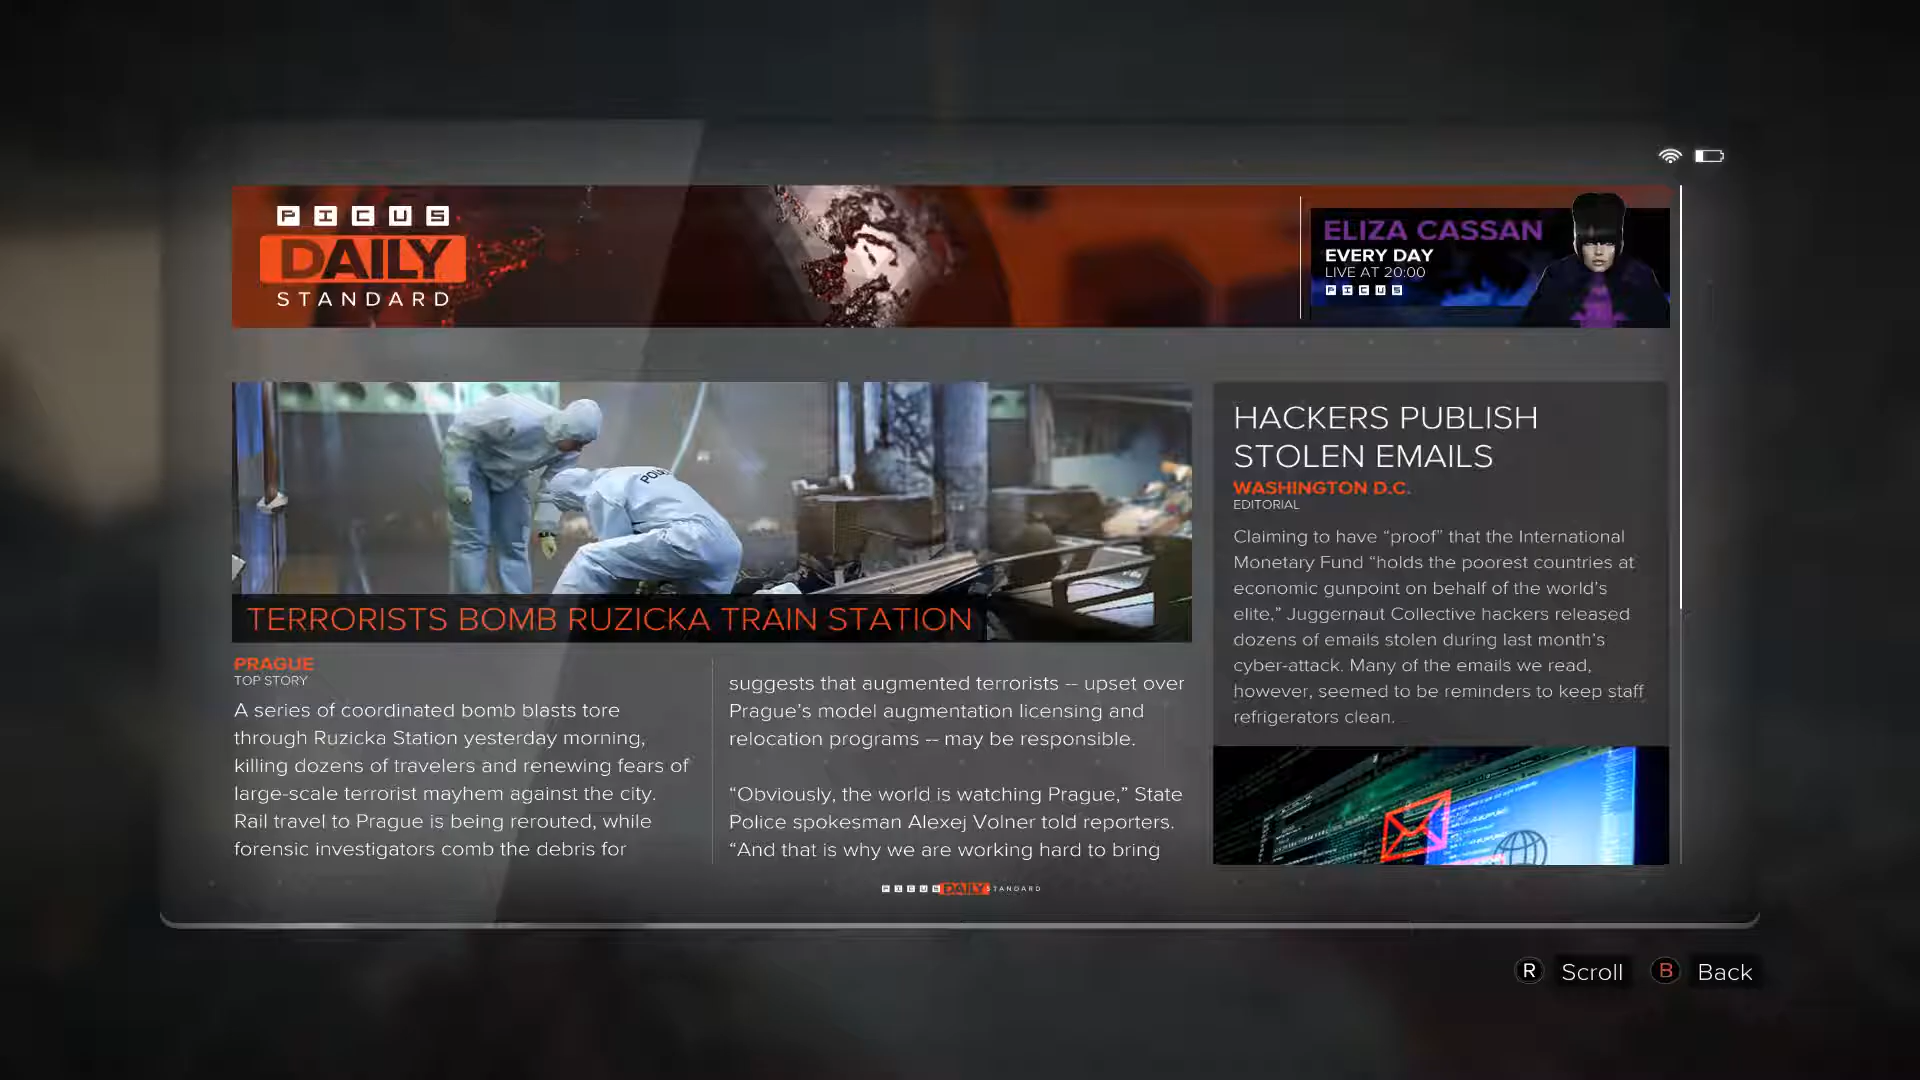 PICUS
DAILY
STANDARD
ELIZA CASSAN
EVERY DAY
LIVE AT 20:00
PICUS
POLI
TERRORISTS BOMB RUZICKA TRAIN STATION
PRAGUE
TOP STORY
A series of coordinated bomb blasts tore
through Ruzicka Station yesterday morning,
killing dozens of travelers and renewing fears of
large-scale terrorist mayhem against the city.
Rail travel to Prague is being rerouted, while
forensic investigators comb the debris for
suggests that augmented terrorists -- upset over
Prague's model augmentation licensing and
relocation programs -- may be responsible.
“Obviously, the world is watching Prague,” State
Police spokesman Alexej Volner told reporters.
“And that is why we are working hard to bring
HACKERS PUBLISH
STOLEN EMAILS
WASHINGTON D.C.
EDITORIAL
Claiming to have “proof” that the International
Monetary Fund “holds the poorest countries at
economic gunpoint on behalf of the world's
elite,” Juggernaut Collective hackers released
dozens of emails stolen during last month's
cyber-attack. Many of the emails we read,
however, seemed to be reminders to keep staff
refrigerators clean.
PICUS DAILY STANDARD
R Scroll B Back